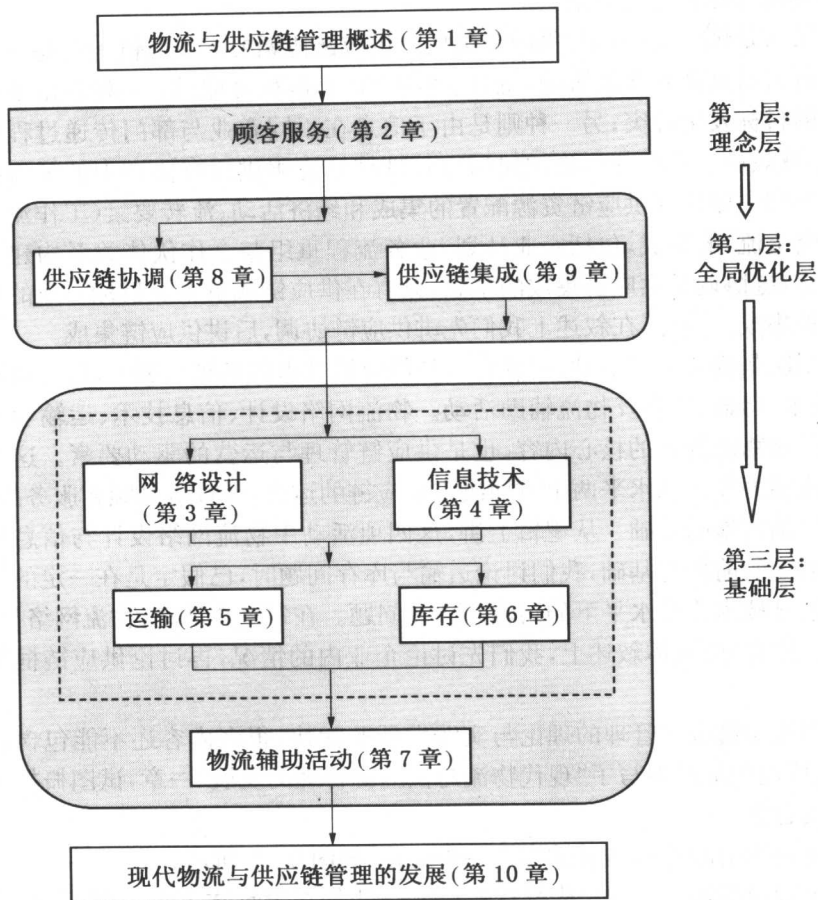 物流与供应链管理概述(第1章)
顾客服务(第2章)
第一层:
理念层
供应链协调(第8章)
供应链集成(第9章)
第二层:
全局优化层
网 络设计
(第3章)
信息技术
(第4章)
运输(第5章)
库存(第6章)
第三层:
基础层
物流辅助活动(第7章)
现代物流与供应链管理的发展(第10章)